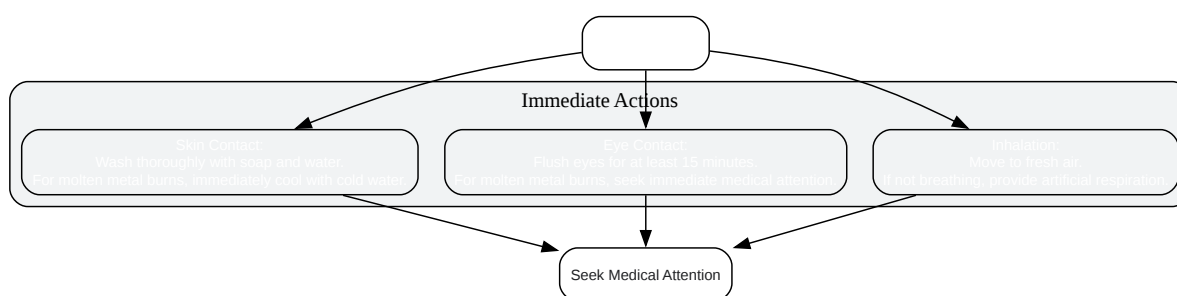 Immediate Actions
Skin Contact:
Wash thoroughly with soap and water.
For molten metal burns, immediately cool with cold water.
Eye Contact:
Flush eyes for at least 15 minutes.
For molten metal burns, seek immediate medical attention.
Inhalation:
Move to fresh air.
If not breathing, provide artificial respiration.
Seek Medical Attention